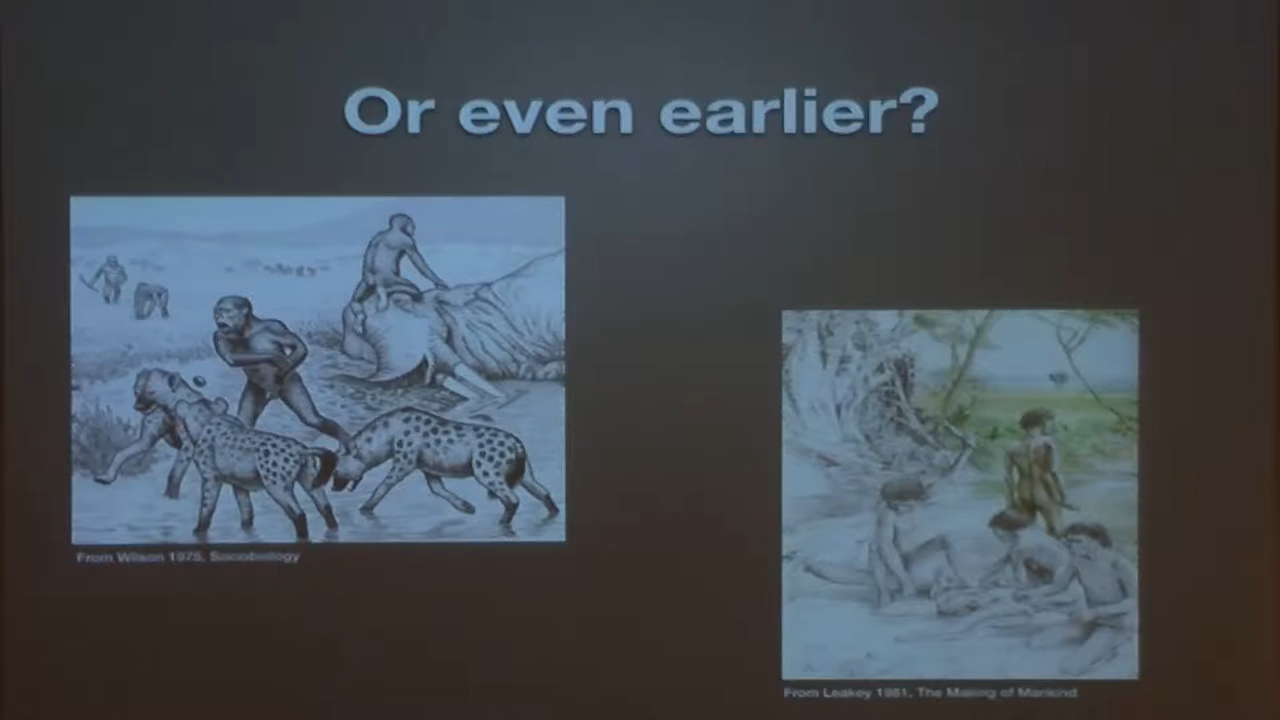 Or even earlier?
From Wilson 1975, Sociobiology
From Leakey 1981, The Making of Mankind